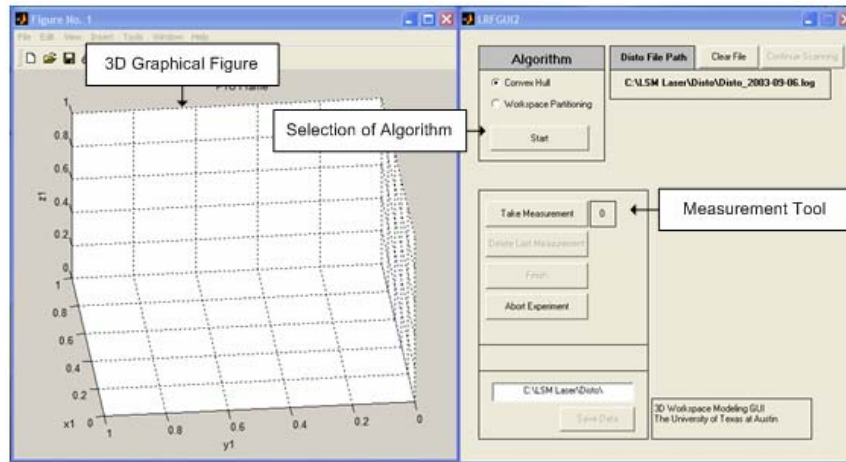 Figure No. 1
File Edit View Insert Tools Window Help
3D Graphical Figure
PTU Frame
1
0.8
0.6
0.4
0.2
0
z1
1
0.8
0.6
0.4
0.2
0
x1
1
0.8
0.6
0.4
0.2
0
y1
LRFGUI2
Algorithm
Convex Hull
Workspace Partitioning
Start
Selection of Algorithm
Disto File Path
Clear File
Continue Scanning
C:\LSM Laser\Disto\Disto_2003-09-06.log
Take Measurement
0
Measurement Tool
Delete Last Measurement
Finish
Abort Experiment
C:\LSM Laser\Disto\
Save Data
3D Workspace Modeling GUI
The University of Texas at Austin